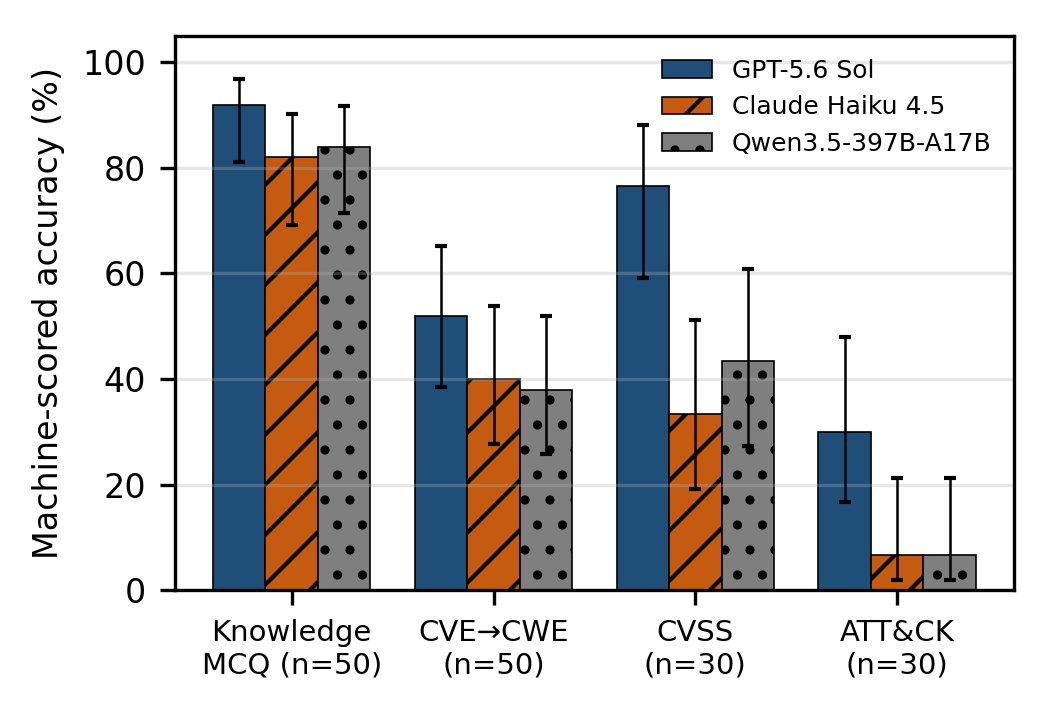 Machine-scored accuracy (%)
100
80
60
40
20
0
GPT-5.6 Sol
Claude Haiku 4.5
Qwen3.5-397B-A17B
Knowledge
MCQ (n=50)
CVE→CWE
(n=50)
CVSS
(n=30)
ATT&CK
(n=30)